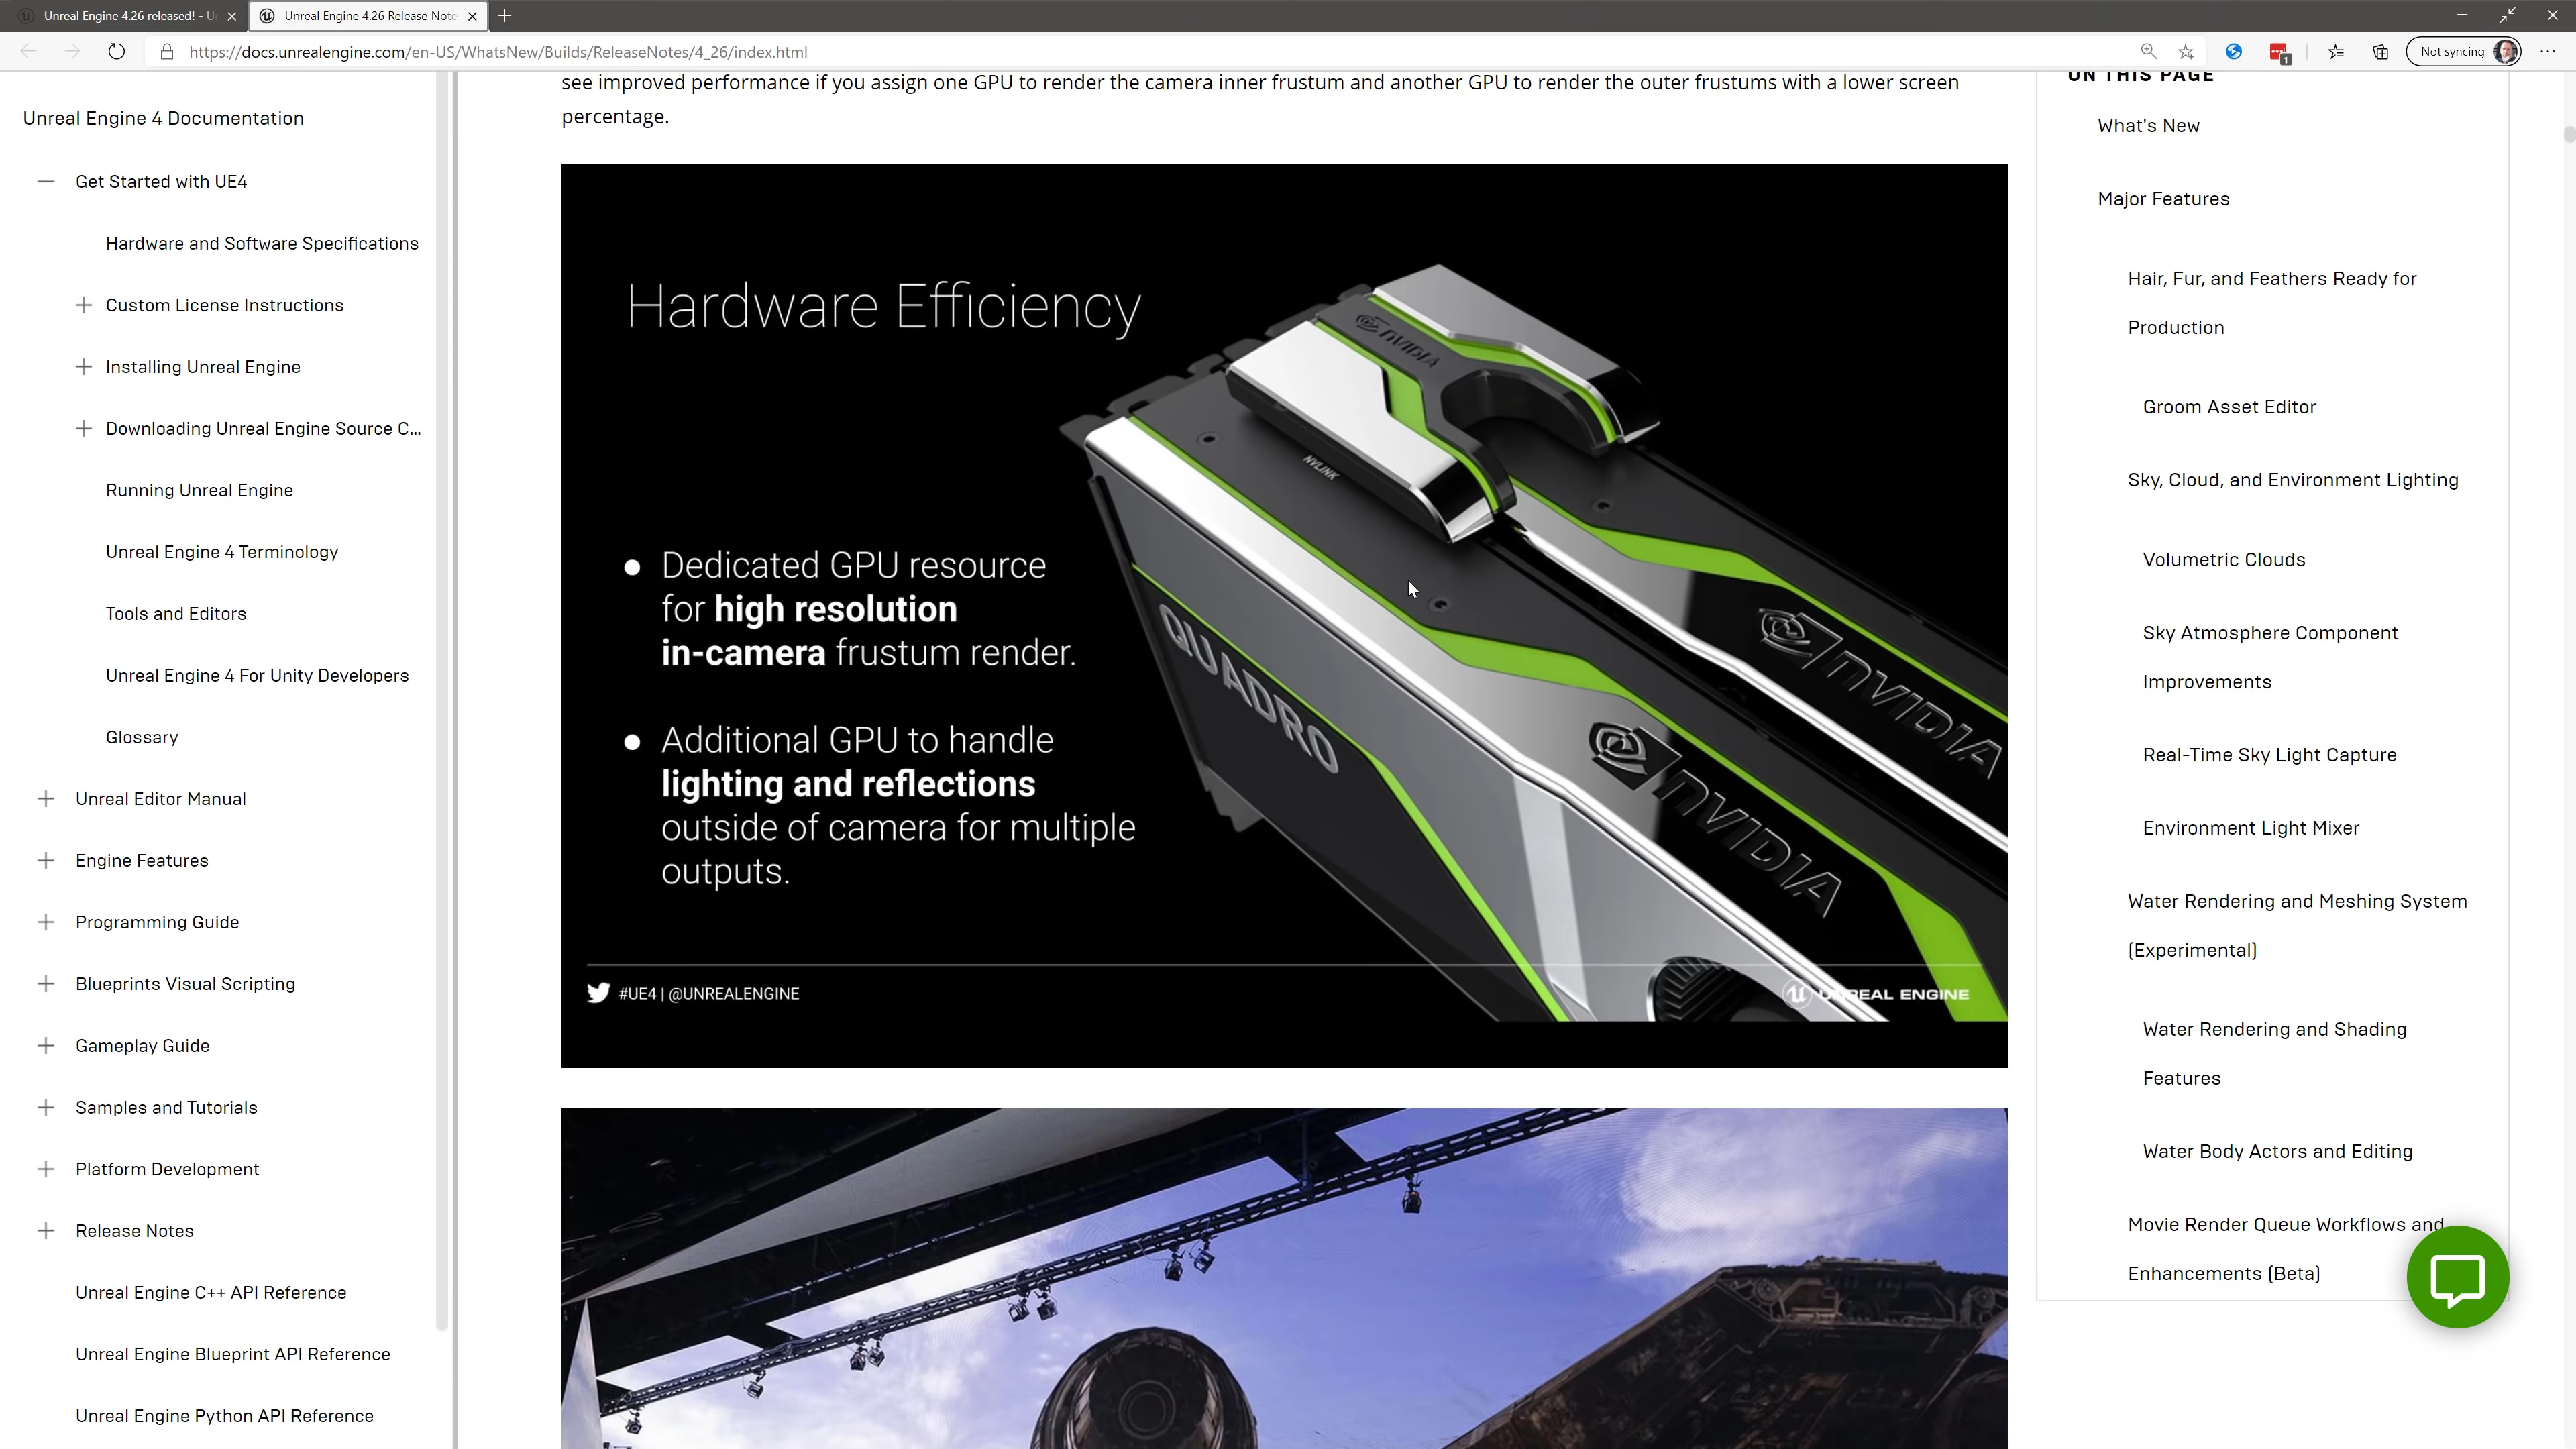 Unreal Engine 4.26 released! - U
Unreal Engine 4.26 Release Note
https://docs.unrealengine.com/en-US/WhatsNew/Builds/ReleaseNotes/4_26/index.html
1
Not syncing
Unreal Engine 4 Documentation
Get Started with UE4
Hardware and Software Specifications
Custom License Instructions
Installing Unreal Engine
Downloading Unreal Engine Source C...
Running Unreal Engine
Unreal Engine 4 Terminology
Tools and Editors
Unreal Engine 4 For Unity Developers
Glossary
Unreal Editor Manual
Engine Features
Programming Guide
Blueprints Visual Scripting
Gameplay Guide
Samples and Tutorials
Platform Development
Release Notes
Unreal Engine C++ API Reference
Unreal Engine Blueprint API Reference
Unreal Engine Python API Reference
see improved performance if you assign one GPU to render the camera inner frustum and another GPU to render the outer frustums with a lower screen
percentage.
Hardware Efficiency
Dedicated GPU resource
for high resolution
in-camera frustum render.
Additional GPU to handle
lighting and reflections
outside of camera for multiple
outputs.
NVIDIA
NVLINK
QUADRO
NVIDIA
NVIDIA
#UE4 | @UNREALENGINE
UNREAL ENGINE
ON THIS PAGE
What's New
Major Features
Hair, Fur, and Feathers Ready for
Production
Groom Asset Editor
Sky, Cloud, and Environment Lighting
Volumetric Clouds
Sky Atmosphere Component
Improvements
Real-Time Sky Light Capture
Environment Light Mixer
Water Rendering and Meshing System
(Experimental)
Water Rendering and Shading
Features
Water Body Actors and Editing
Movie Render Queue Workflows and
Enhancements (Beta)